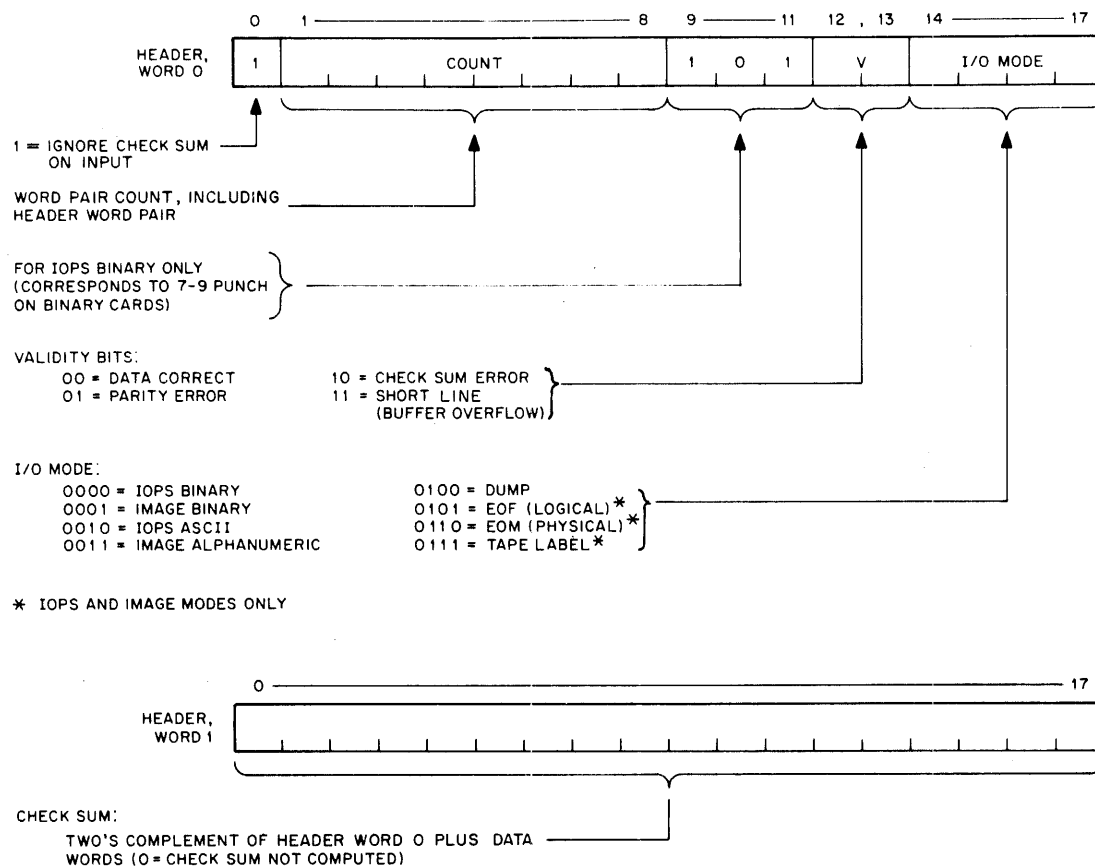 0 1 8 9 11 12 , 13 14 17
HEADER,
WORD 0
1 COUNT 1 0 1 V I/O MODE
1 = IGNORE CHECK SUM
ON INPUT
WORD PAIR COUNT, INCLUDING
HEADER WORD PAIR
FOR IOPS BINARY ONLY
(CORRESPONDS TO 7-9 PUNCH
ON BINARY CARDS)
VALIDITY BITS:
00 = DATA CORRECT 10 = CHECK SUM ERROR
01 = PARITY ERROR 11 = SHORT LINE
(BUFFER OVERFLOW)
I/O MODE:
0000 = IOPS BINARY 0100 = DUMP
0001 = IMAGE BINARY 0101 = EOF (LOGICAL)*
0010 = IOPS ASCII 0110 = EOM (PHYSICAL)*
0011 = IMAGE ALPHANUMERIC 0111 = TAPE LABEL*
* IOPS AND IMAGE MODES ONLY
0 17
HEADER,
WORD 1
CHECK SUM:
TWO'S COMPLEMENT OF HEADER WORD 0 PLUS DATA
WORDS (0 = CHECK SUM NOT COMPUTED)